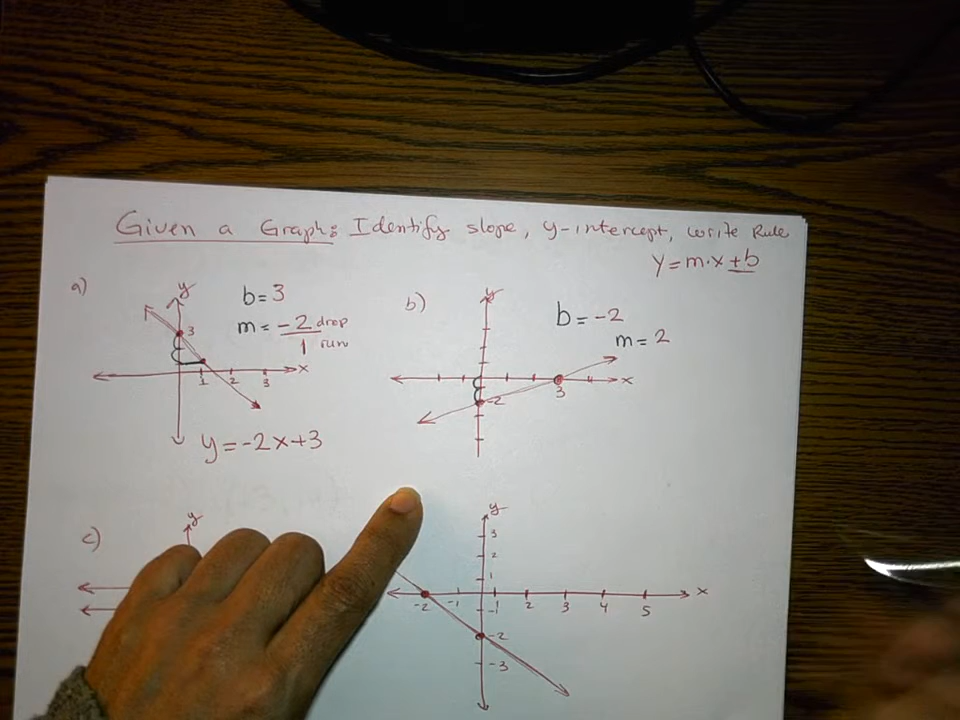 Given a Graph: Identify slope, y-intercept, write Rule
y = m·x + b
a)
y
3
b = 3
m = -2 drop
1 run
x
1 2 3
y = -2x+3
b)
y
b = -2
m = 2
x
3
-2
c)
y
y
3
2
1
x
-2 -1 1 2 3 4 5
-1
-2
-3